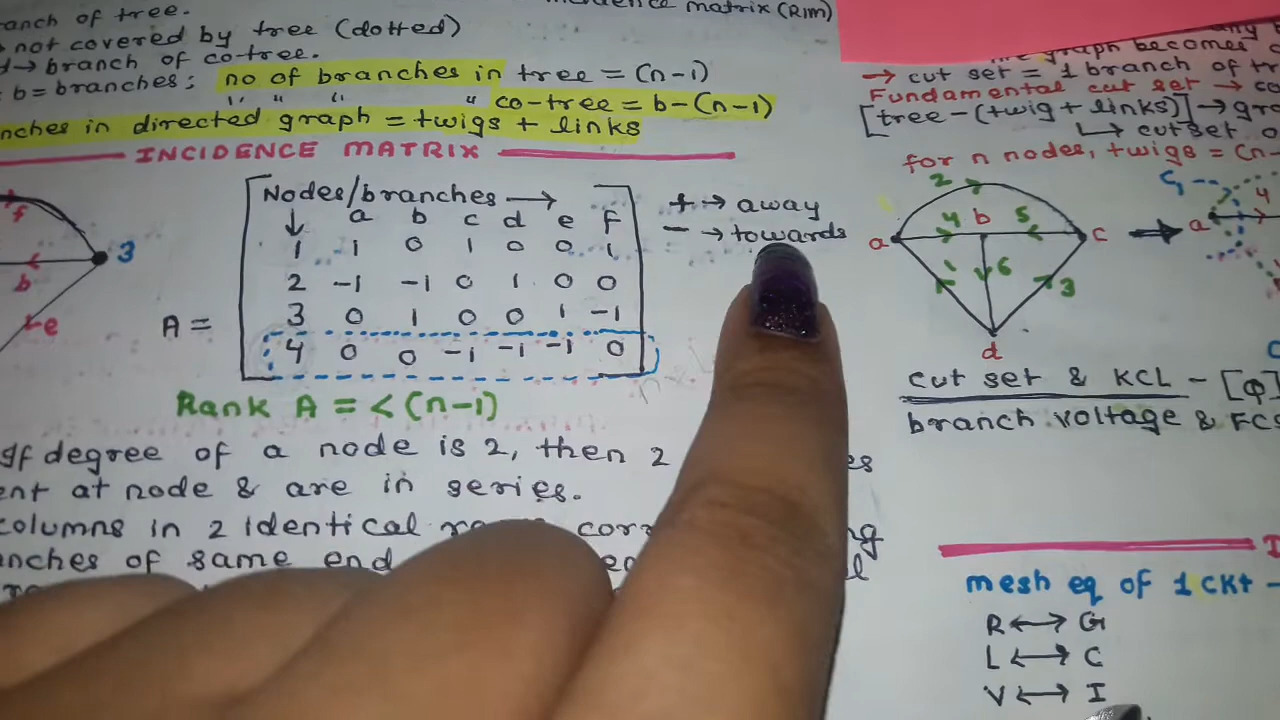 ranch of tree.
not covered by tree (dotted)
d→ branch of co-tree.
b= branches; no of branches in tree = (n-1)
" " " " co-tree = b-(n-1)
nches in directed graph = twigs + links
matrix (RIM)
INCIDENCE MATRIX
f
3
b
e
A =
Nodes/branches →
↓ a b c d e f
1 1 0 1 0 0 1
2 -1 -1 0 1 0 0
3 0 1 0 0 1 -1
4 0 0 -1 -1 -1 0
+ → away
- → towards
Rank A = < (n-1)
If degree of a node is 2, then 2
ent at node & are in series.
columns in 2 identical
nches of same end
graph becomes
→ cut set = 1 branch of
Fundamental cut set →
[tree-(twig + links)] →
↳ cutset
for n nodes, twigs =
2
a 4 b 5 c
1 6 3
d
a 4
cut set & KCL - [φ]
branch voltage &
mesh eq of 1 ckt -
R ↔ G
L ↔ C
V ↔ I